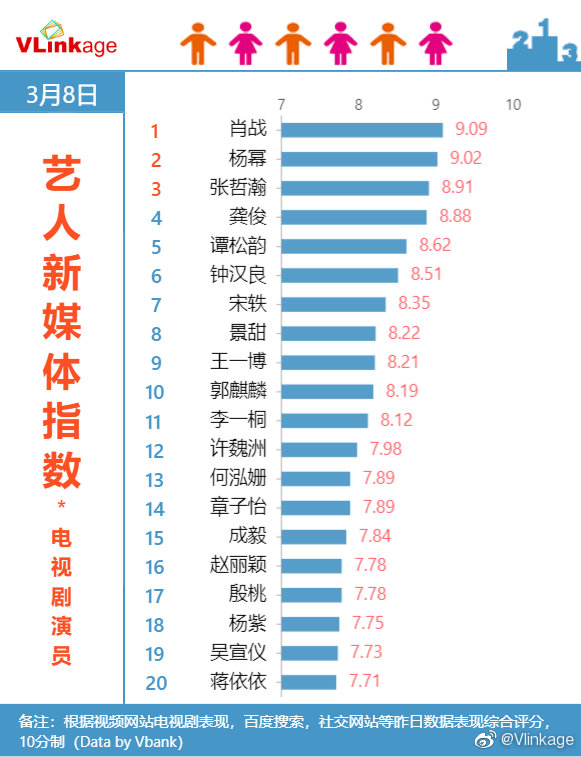 VLinkage
1
2
3
3月8日
艺人新媒体指数
*
电视剧演员
7 8 9 10
1 肖战 9.09
2 杨幂 9.02
3 张哲瀚 8.91
4 龚俊 8.88
5 谭松韵 8.62
6 钟汉良 8.51
7 宋轶 8.35
8 景甜 8.22
9 王一博 8.21
10 郭麒麟 8.19
11 李一桐 8.12
12 许魏洲 7.98
13 何泓姗 7.89
14 章子怡 7.89
15 成毅 7.84
16 赵丽颖 7.78
17 殷桃 7.78
18 杨紫 7.75
19 吴宣仪 7.73
20 蒋依依 7.71
备注：根据视频网站电视剧表现，百度搜索，社交网站等昨日数据表现综合评分，
10分制（Data by Vbank）
@Vlinkage